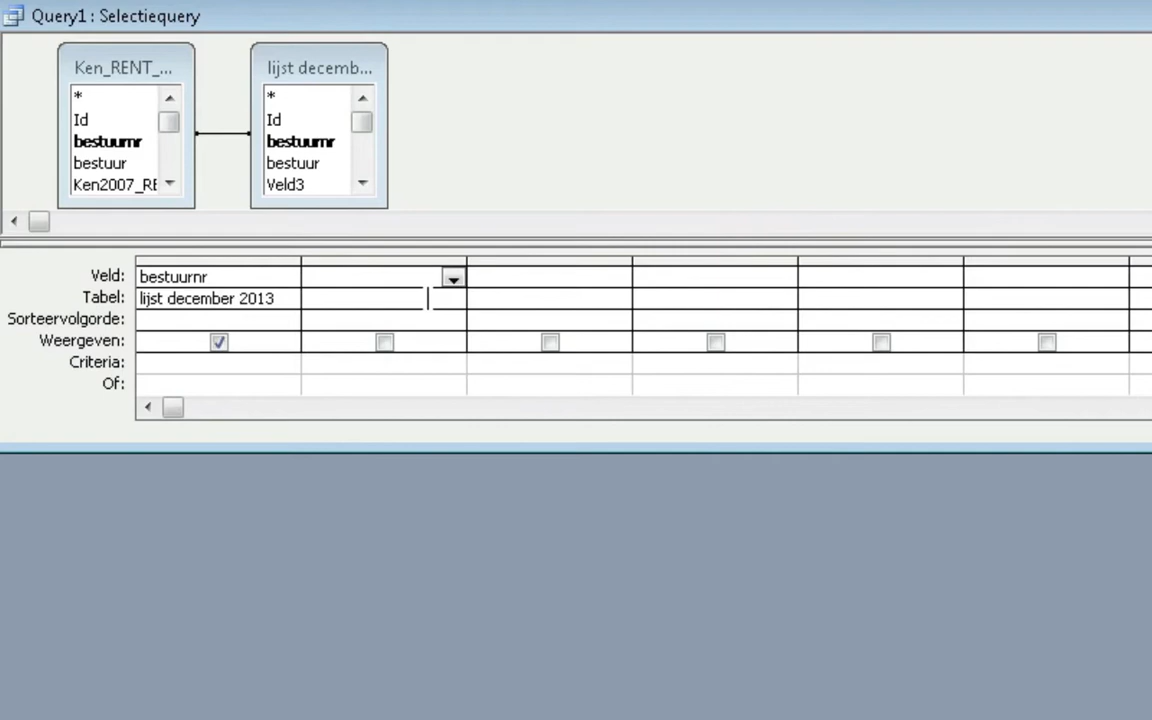 Query1 : Selectiequery
Ken_RENT_...
*
Id
bestuurnr
bestuur
Ken2007_RE
lijst decemb...
*
Id
bestuurnr
bestuur
Veld3
Veld: bestuurnr
Tabel: lijst december 2013
Sorteervolgorde:
Weergeven:
Criteria:
Of: